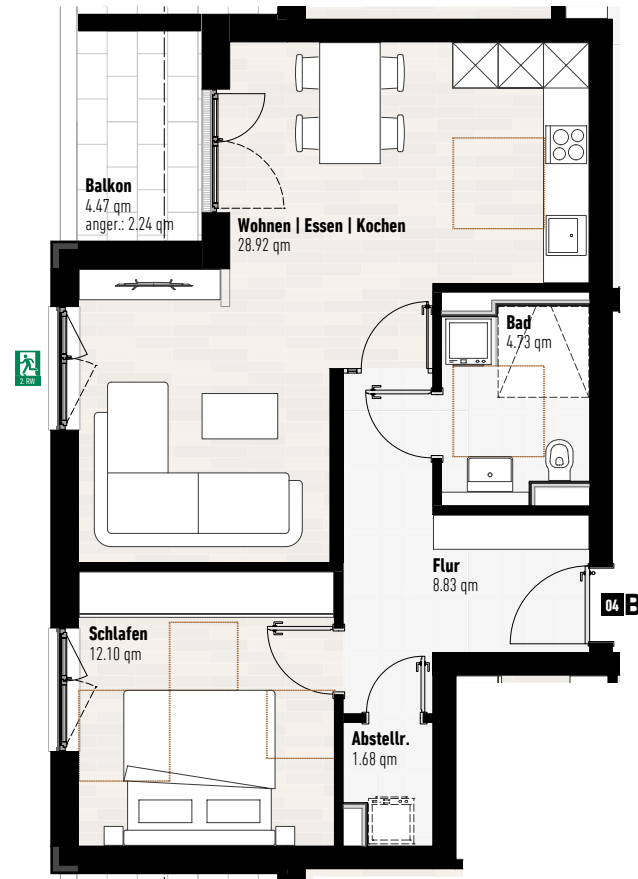 Balkon
4.47 qm
anger.: 2.24 qm
Wohnen | Essen | Kochen
28.92 qm
Bad
4.73 qm
2. RW
Flur
8.83 qm
04 B
Schlafen
12.10 qm
Abstellr.
1.68 qm